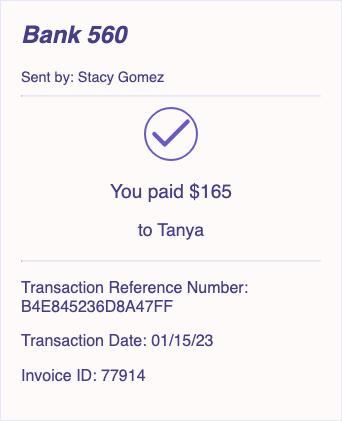 Bank 560
Sent by: Stacy Gomez
You paid $165
to Tanya
Transaction Reference Number:
B4E845236D8A47FF
Transaction Date: 01/15/23
Invoice ID: 77914